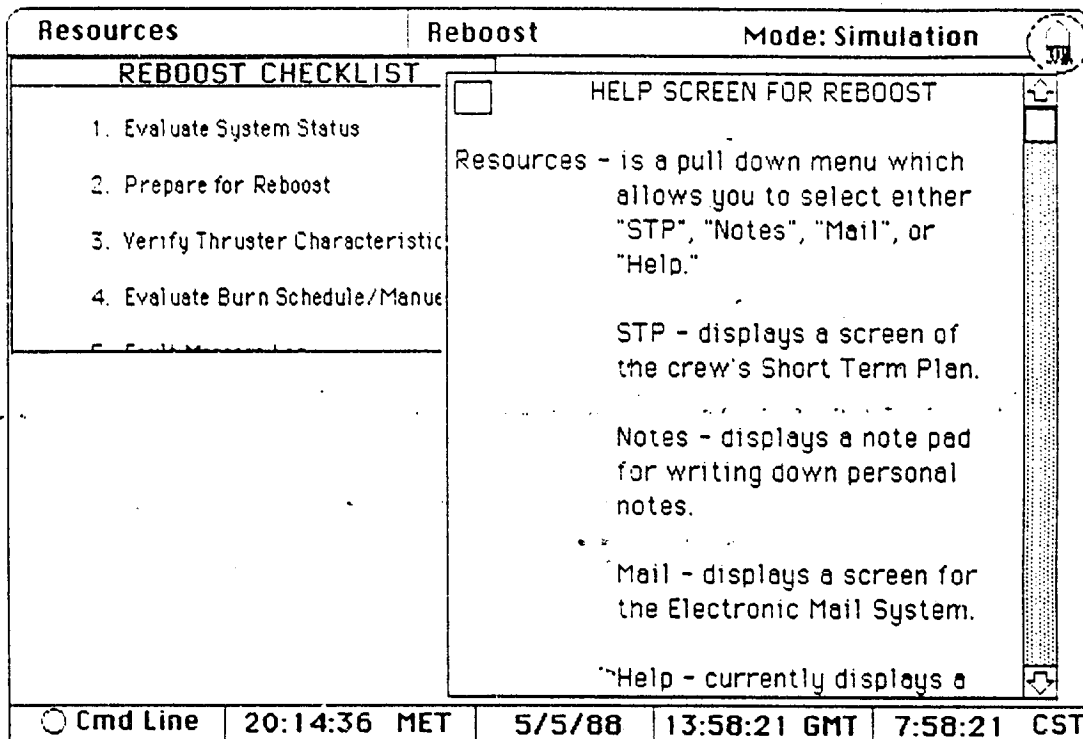 Resources Reboost Mode: Simulation
REBOOST CHECKLIST
1. Evaluate System Status
2. Prepare for Reboost
3. Verify Thruster Characteristic
4. Evaluate Burn Schedule/Manue
HELP SCREEN FOR REBOOST
Resources - is a pull down menu which
allows you to select either
"STP", "Notes", "Mail", or
"Help."
STP - displays a screen of
the crew's Short Term Plan.
Notes - displays a note pad
for writing down personal
notes.
Mail - displays a screen for
the Electronic Mail System.
Help - currently displays a
Cmd Line 20:14:36 MET 5/5/88 13:58:21 GMT 7:58:21 CST